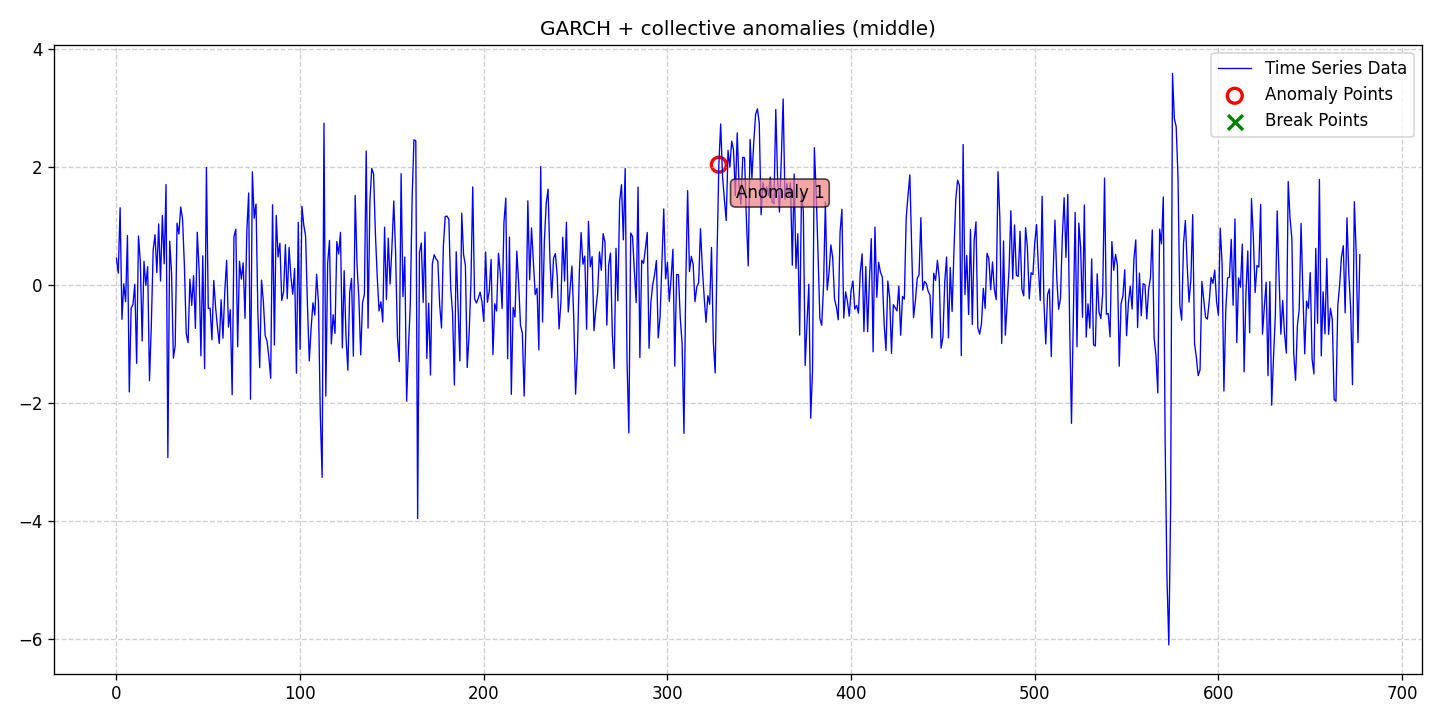 GARCH + collective anomalies (middle)
4
2
0
−2
−4
−6
Time Series Data
Anomaly Points
Break Points
Anomaly 1
0 100 200 300 400 500 600 700